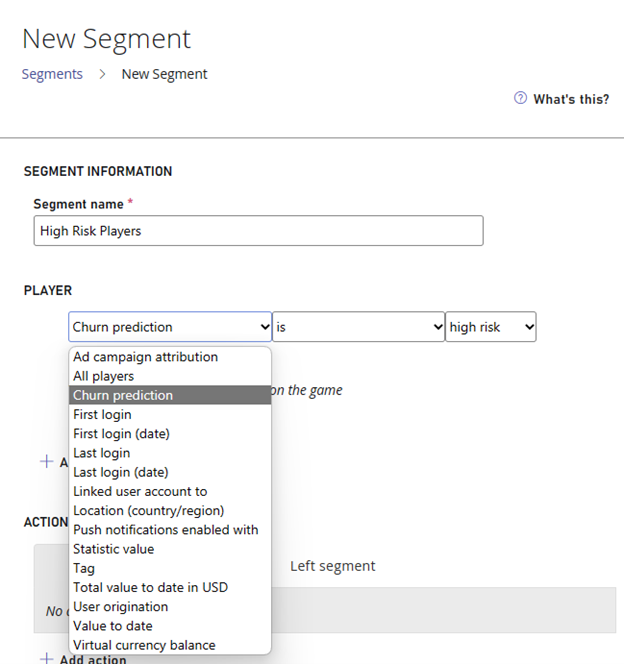 New Segment
Segments > New Segment
What's this?
SEGMENT INFORMATION
Segment name *
High Risk Players
PLAYER
Churn prediction is high risk
Ad campaign attribution
All players
Churn prediction
on the game
First login
First login (date)
Last login
A
Last login (date)
Linked user account to
Location (country/region)
ACTION
Push notifications enabled with
Statistic value
Tag
Left segment
Total value to date in USD
User origination
No
Value to date
Virtual currency balance
Add action